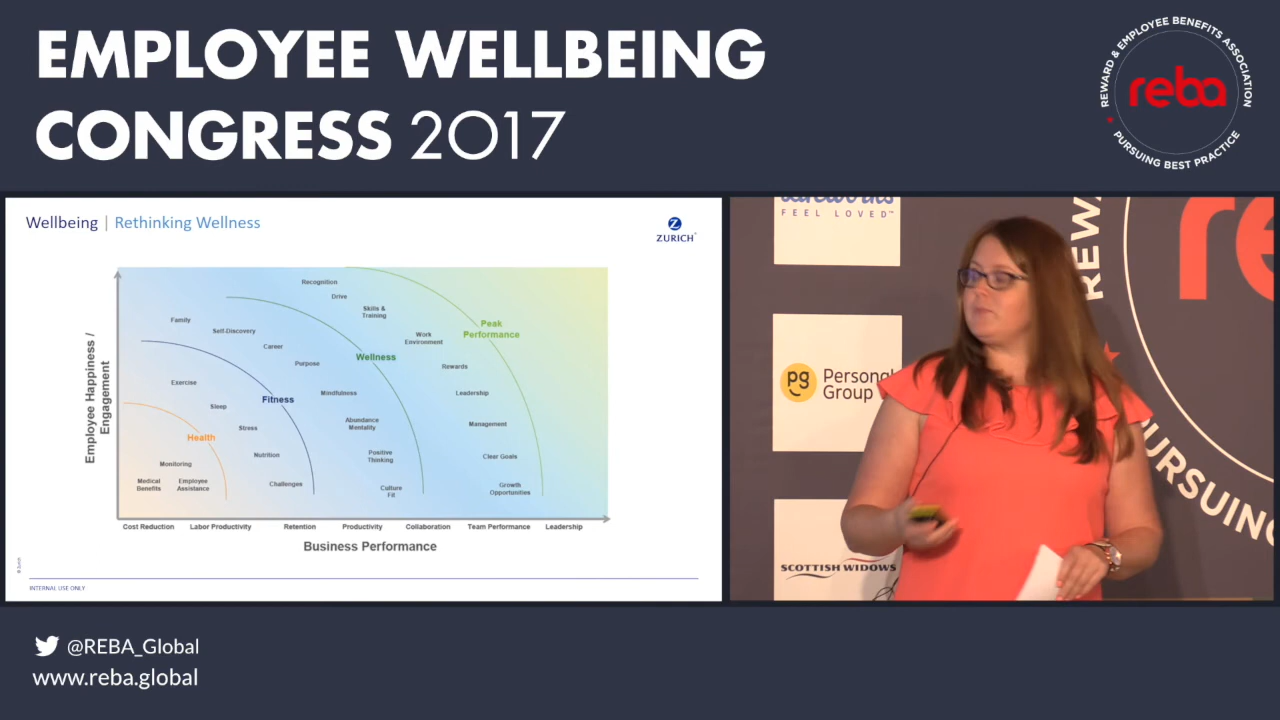 EMPLOYEE WELLBEING
CONGRESS 2017
REWARD & EMPLOYEE BENEFITS ASSOCIATION
reba
PURSUING BEST PRACTICE
Wellbeing | Rethinking Wellness
ZURICH
Employee Happiness /
Engagement
Recognition
Drive
Skills &
Training
Family
Self-Discovery
Career
Purpose
Work
Environment
Peak
Performance
Wellness
Rewards
Exercise
Fitness
Mindfulness
Leadership
Sleep
Stress
Abundance
Mentality
Management
Health
Nutrition
Positive
Thinking
Clear Goals
Monitoring
Medical
Benefits
Employee
Assistance
Challenges
Culture
Fit
Growth
Opportunities
Cost Reduction
Labor Productivity
Retention
Productivity
Collaboration
Team Performance
Leadership
Business Performance
INTERNAL USE ONLY
FEEL LOVED™
REW
re
pg
Personal
Group
PURSUING
SCOTTISH WIDOWS
@REBA_Global
www.reba.global